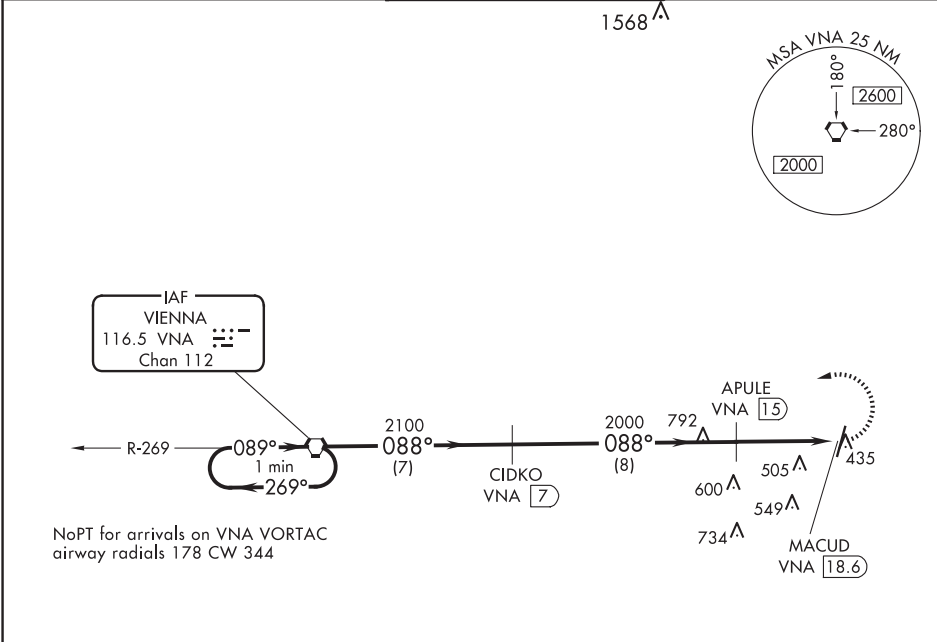 1568
MSA VNA 25 NM
180°
2600
280°
2000
IAF
VIENNA
116.5 VNA
Chan 112
R-269
089°
1 min
269°
2100
088°
(7)
CIDKO
VNA 7
2000
088°
(8)
792
APULE
VNA 15
505
435
600
549
734
MACUD
VNA 18.6
NoPT for arrivals on VNA VORTAC
airway radials 178 CW 344